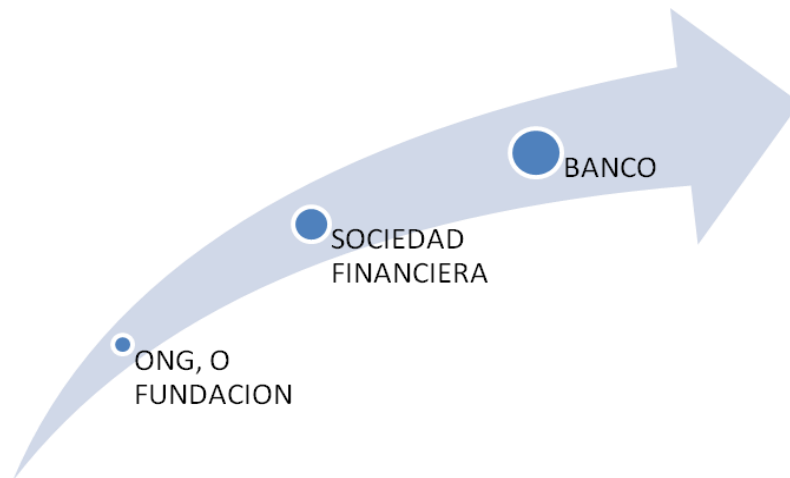 BANCO
SOCIEDAD
FINANCIERA
ONG, O
FUNDACION